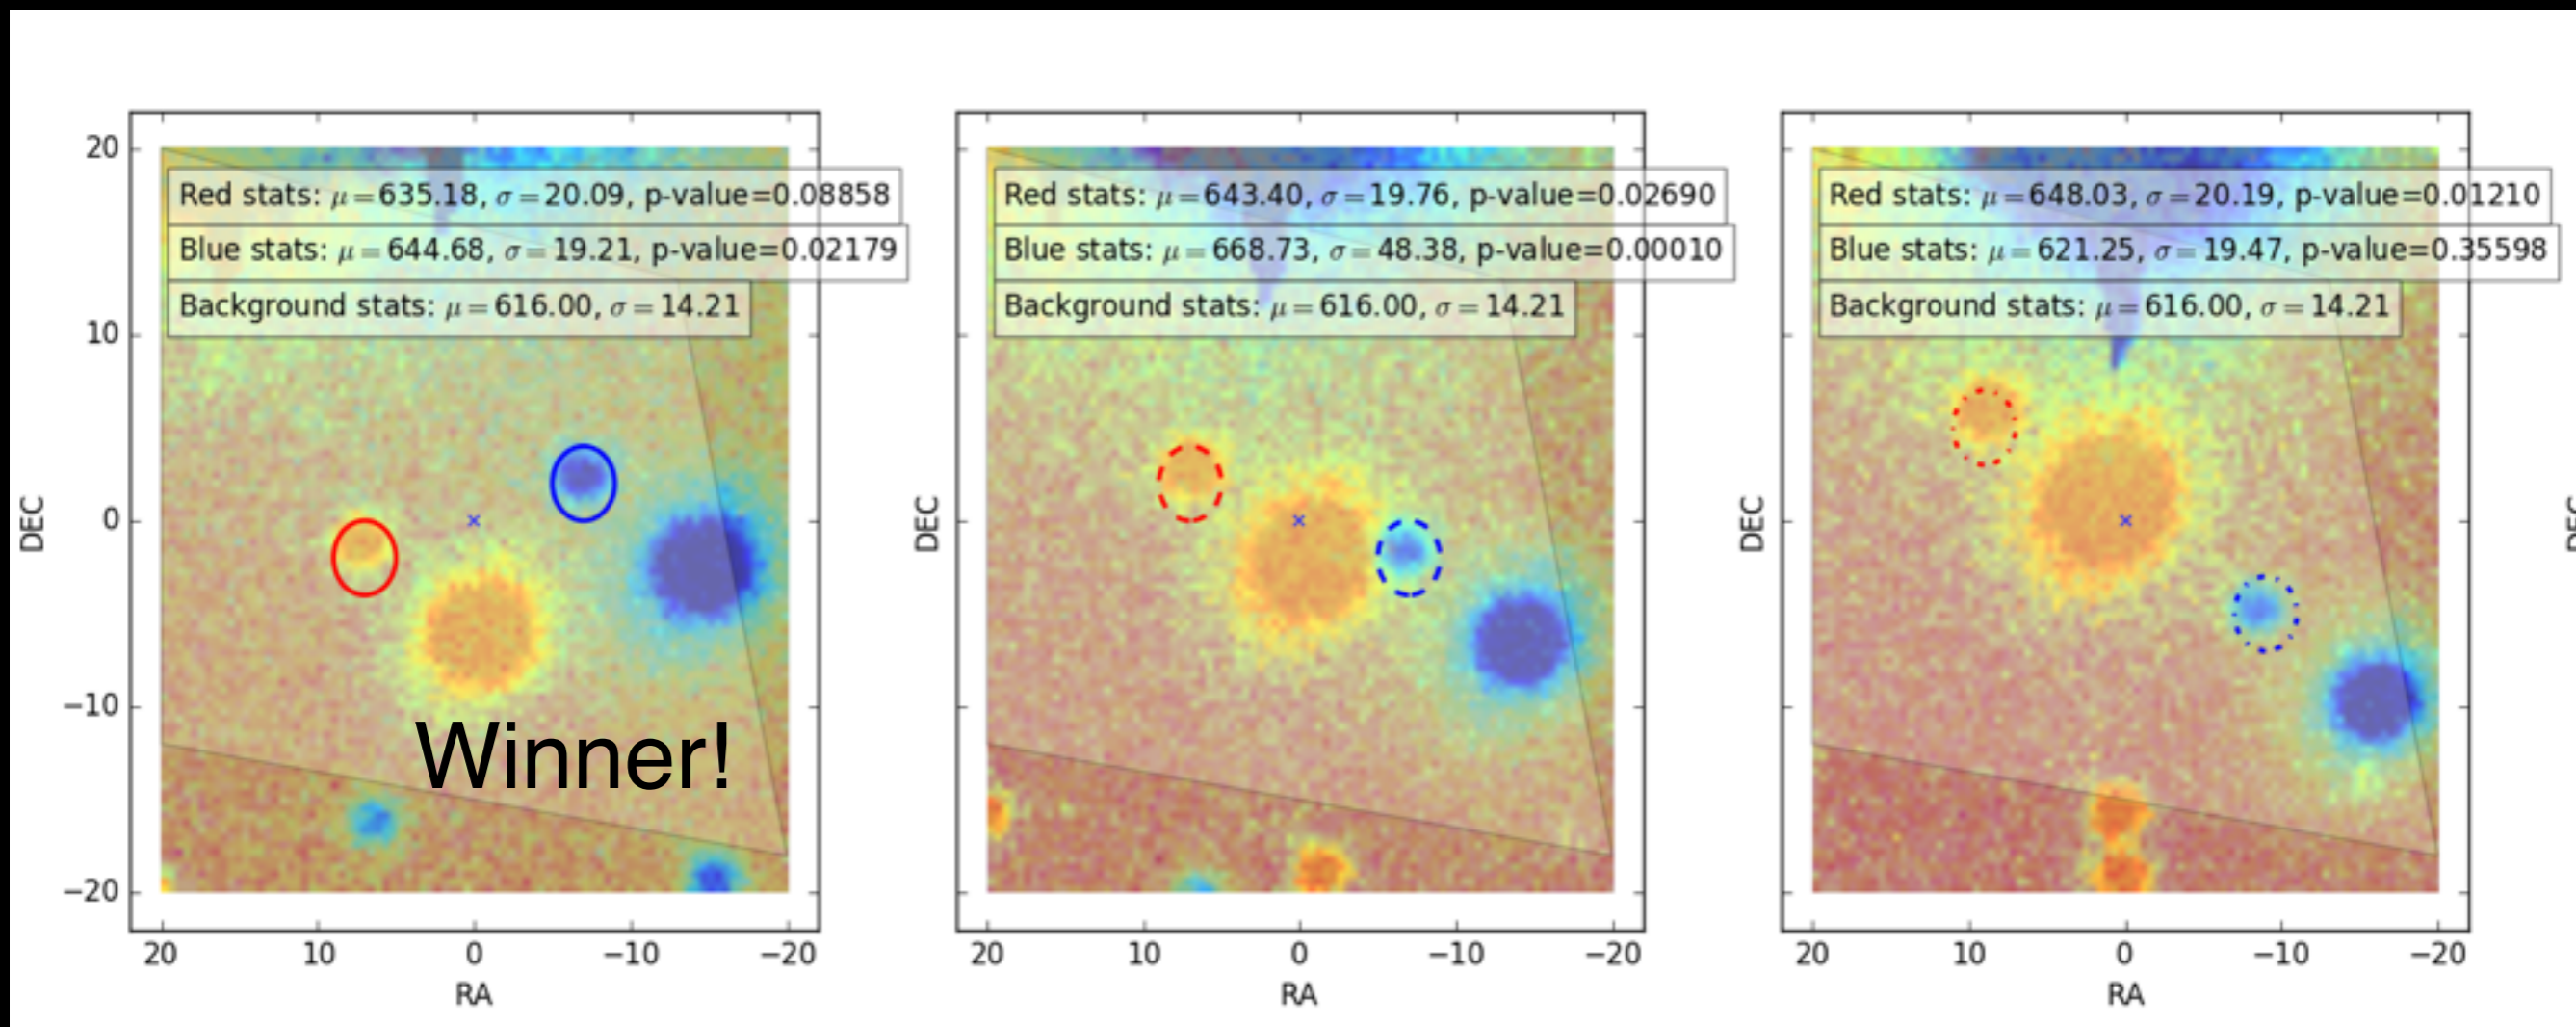 Red stats: μ=635.18, σ=20.09, p-value=0.08858
Blue stats: μ=644.68, σ=19.21, p-value=0.02179
Background stats: μ=616.00, σ=14.21
Winner!
20
10
0
−10
−20
DEC
20 10 0 −10 −20
RA
Red stats: μ=643.40, σ=19.76, p-value=0.02690
Blue stats: μ=668.73, σ=48.38, p-value=0.00010
Background stats: μ=616.00, σ=14.21
DEC
20 10 0 −10 −20
RA
Red stats: μ=648.03, σ=20.19, p-value=0.01210
Blue stats: μ=621.25, σ=19.47, p-value=0.35598
Background stats: μ=616.00, σ=14.21
DEC
20 10 0 −10 −20
RA